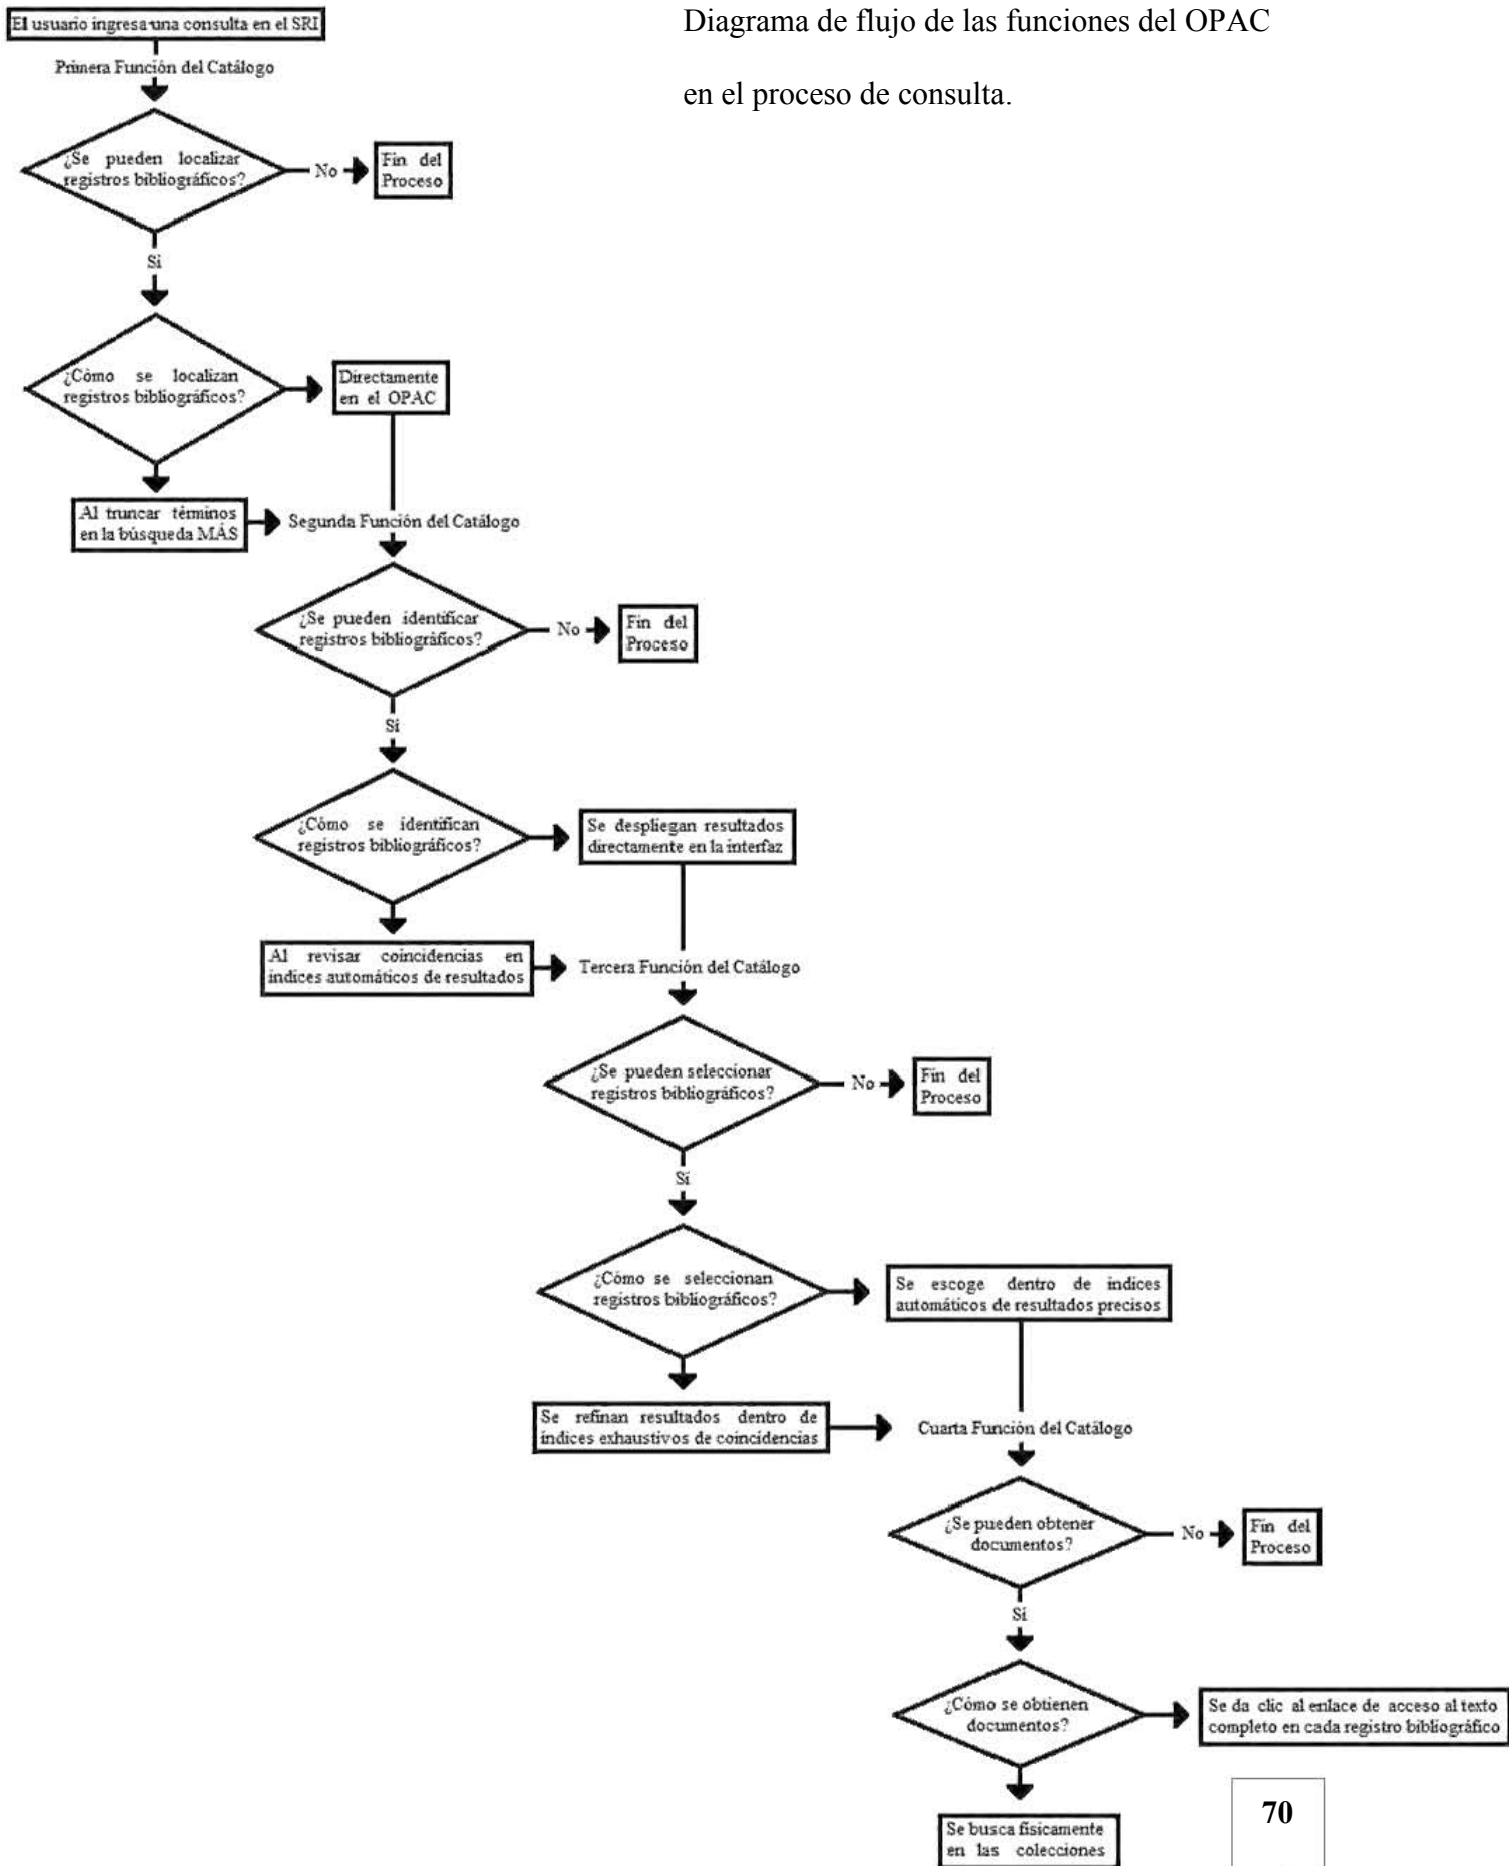 Diagrama de flujo de las funciones del OPAC
en el proceso de consulta.
El usuario ingresa una consulta en el SRI
Primera Función del Catálogo
¿Se pueden localizar
registros bibliográficos?
No
Fin del
Proceso
Sí
¿Cómo se localizan
registros bibliográficos?
Directamente
en el OPAC
Al truncar términos
en la búsqueda MÁS
Segunda Función del Catálogo
¿Se pueden identificar
registros bibliográficos?
No
Fin del
Proceso
Sí
¿Cómo se identifican
registros bibliográficos?
Se despliegan resultados
directamente en la interfaz
Al revisar coincidencias en
índices automáticos de resultados
Tercera Función del Catálogo
¿Se pueden seleccionar
registros bibliográficos?
No
Fin del
Proceso
Sí
¿Cómo se seleccionan
registros bibliográficos?
Se escoge dentro de índices
automáticos de resultados precisos
Se refinan resultados dentro de
índices exhaustivos de coincidencias
Cuarta Función del Catálogo
¿Se pueden obtener
documentos?
No
Fin del
Proceso
Sí
¿Cómo se obtienen
documentos?
Se da clic al enlace de acceso al texto
completo en cada registro bibliográfico
Se busca físicamente
en las colecciones
70